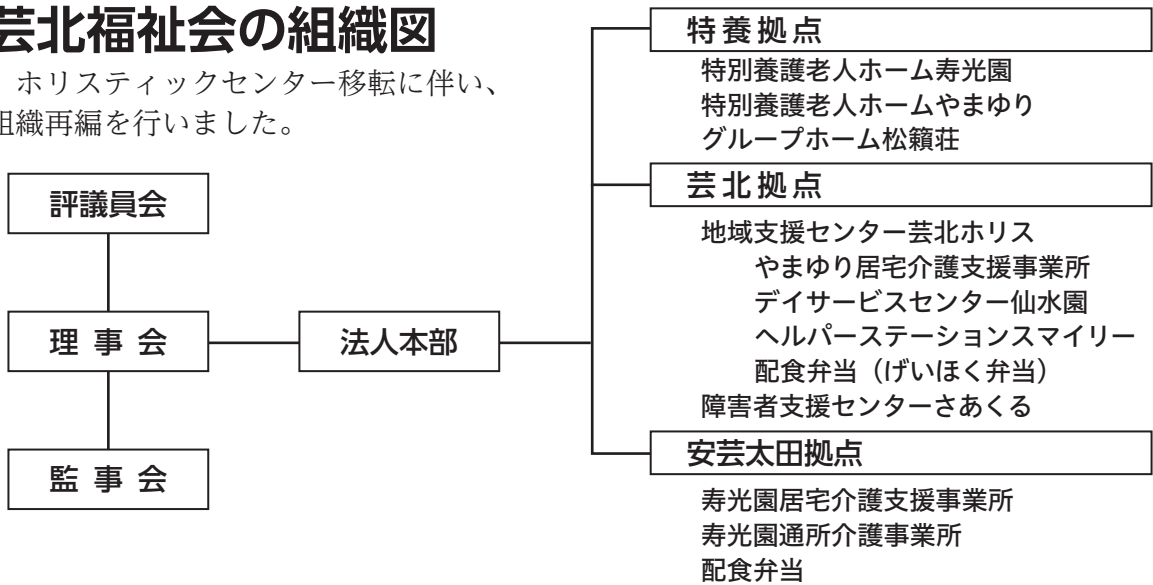 芸北福祉会の組織図
ホリスティックセンター移転に伴い、
組織再編を行いました。
評議員会
理事会
監事会
法人本部
特養拠点
特別養護老人ホーム寿光園
特別養護老人ホームやまゆり
グループホーム松籟荘
芸北拠点
地域支援センター芸北ホリス
やまゆり居宅介護支援事業所
デイサービスセンター仙水園
ヘルパーステーションスマイリー
配食弁当（げいほく弁当）
障害者支援センターさあくる
安芸太田拠点
寿光園居宅介護支援事業所
寿光園通所介護事業所
配食弁当